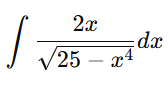 ∫ 2x / √(25 − x⁴) dx